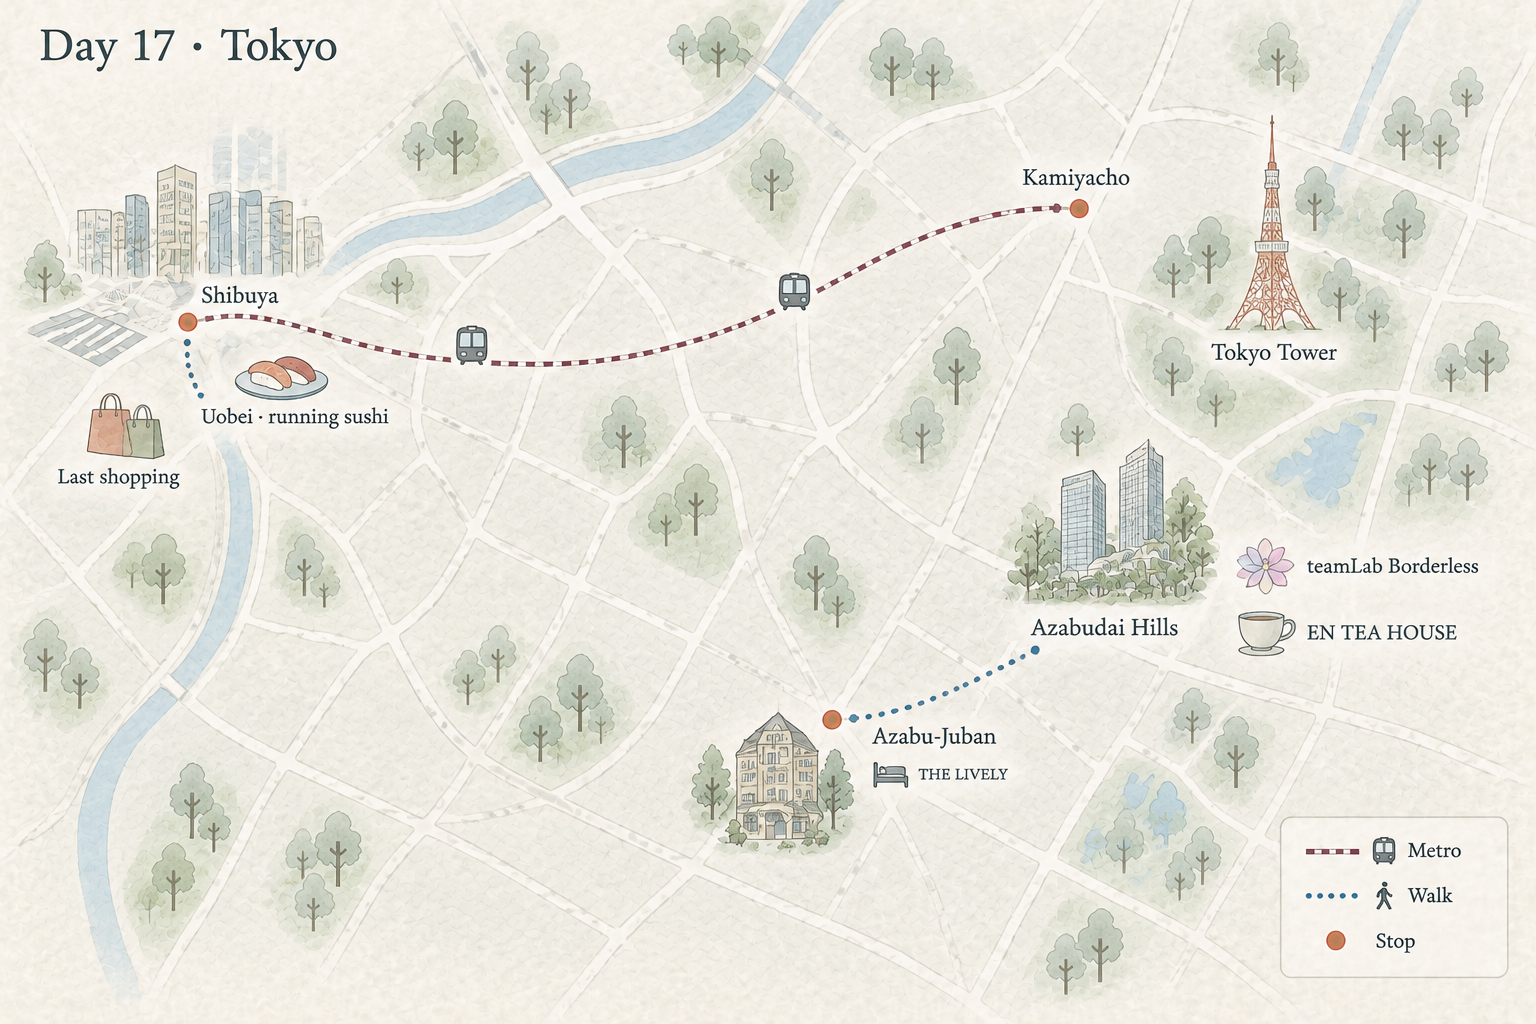 Day 17 · Tokyo
Kamiyacho
Shibuya
Tokyo Tower
Uobei · running sushi
Last shopping
teamLab Borderless
Azabudai Hills
EN TEA HOUSE
Azabu-Juban
THE LIVELY
Metro
Walk
Stop